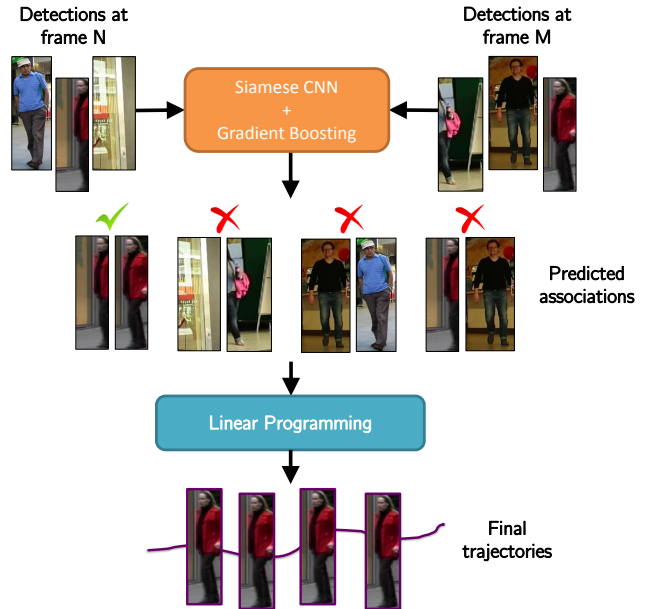 Detections at
frame N
Detections at
frame M
Siamese CNN
+
Gradient Boosting
Predicted
associations
Linear Programming
Final
trajectories